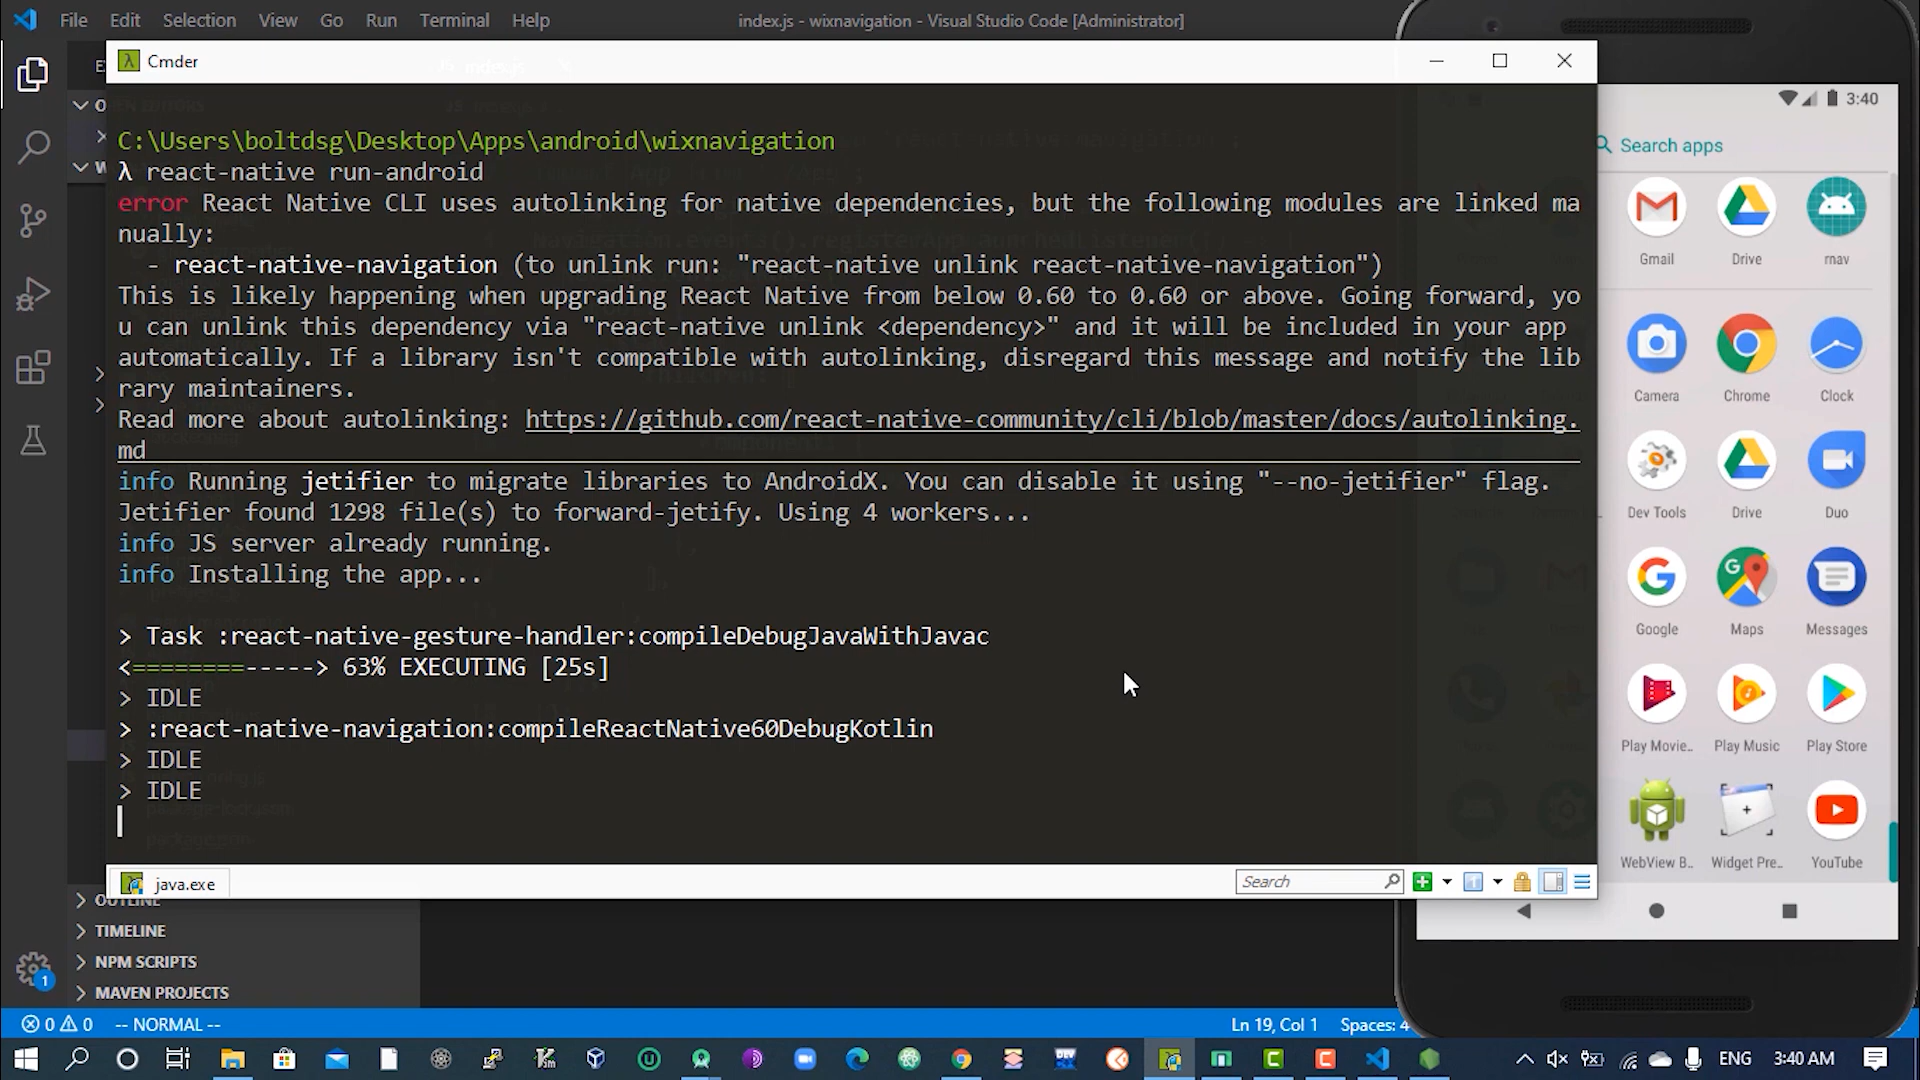 File Edit Selection View Go Run Terminal Help
index.js - wixnavigation - Visual Studio Code [Administrator]
Cmder
C:\Users\boltdsg\Desktop\Apps\android\wixnavigation
λ react-native run-android
error React Native CLI uses autolinking for native dependencies, but the following modules are linked ma
nually:
- react-native-navigation (to unlink run: "react-native unlink react-native-navigation")
This is likely happening when upgrading React Native from below 0.60 to 0.60 or above. Going forward, yo
u can unlink this dependency via "react-native unlink <dependency>" and it will be included in your app
automatically. If a library isn't compatible with autolinking, disregard this message and notify the lib
rary maintainers.
Read more about autolinking: https://github.com/react-native-community/cli/blob/master/docs/autolinking.
md
info Running jetifier to migrate libraries to AndroidX. You can disable it using "--no-jetifier" flag.
Jetifier found 1298 file(s) to forward-jetify. Using 4 workers...
info JS server already running.
info Installing the app...
> Task :react-native-gesture-handler:compileDebugJavaWithJavac
<========-----> 63% EXECUTING [25s]
> IDLE
> :react-native-navigation:compileReactNative60DebugKotlin
> IDLE
> IDLE
java.exe
Search
OUTLINE
TIMELINE
NPM SCRIPTS
MAVEN PROJECTS
1
0 0 -- NORMAL --
Ln 19, Col 1 Spaces: 4
3:40
Search apps
Gmail Drive rnav
Camera Chrome Clock
Dev Tools Drive Duo
Google Maps Messages
Play Movie.. Play Music Play Store
WebView B.. Widget Pre.. YouTube
ENG 3:40 AM